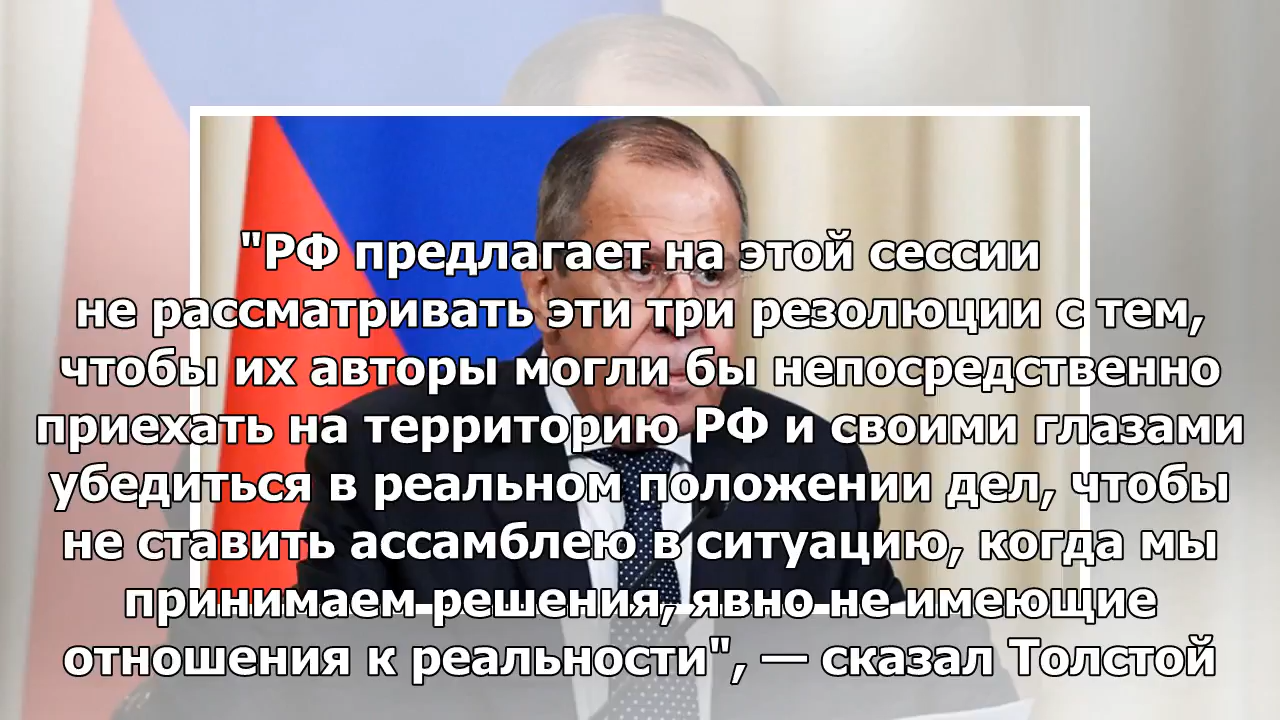 "РФ предлагает на этой сессии
не рассматривать эти три резолюции с тем,
чтобы их авторы могли бы непосредственно
приехать на территорию РФ и своими глазами
убедиться в реальном положении дел, чтобы
не ставить ассамблею в ситуацию, когда мы
принимаем решения, явно не имеющие
отношения к реальности", — сказал Толстой